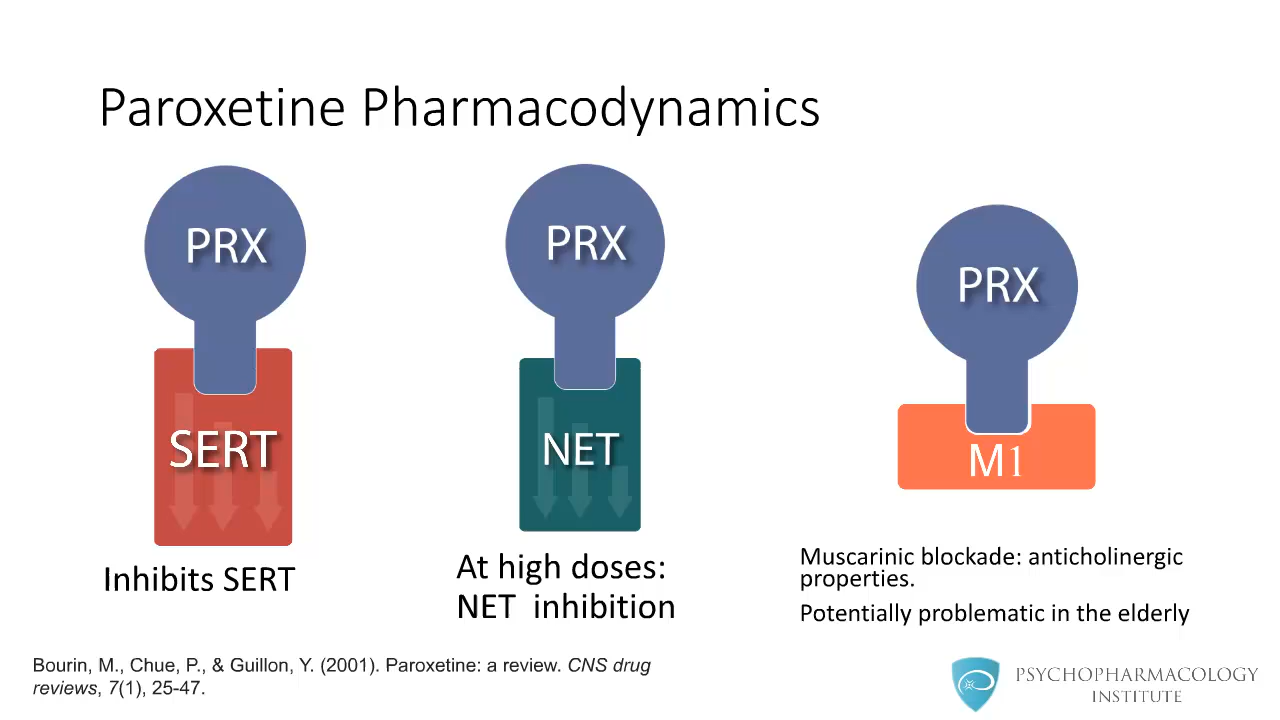 Paroxetine Pharmacodynamics
PRX
PRX
PRX
SERT
NET
M1
Inhibits SERT
At high doses:
NET inhibition
Muscarinic blockade: anticholinergic
properties.
Potentially problematic in the elderly
Bourin, M., Chue, P., & Guillon, Y. (2001). Paroxetine: a review. CNS drug
reviews, 7(1), 25-47.
PSYCHOPHARMACOLOGY
INSTITUTE